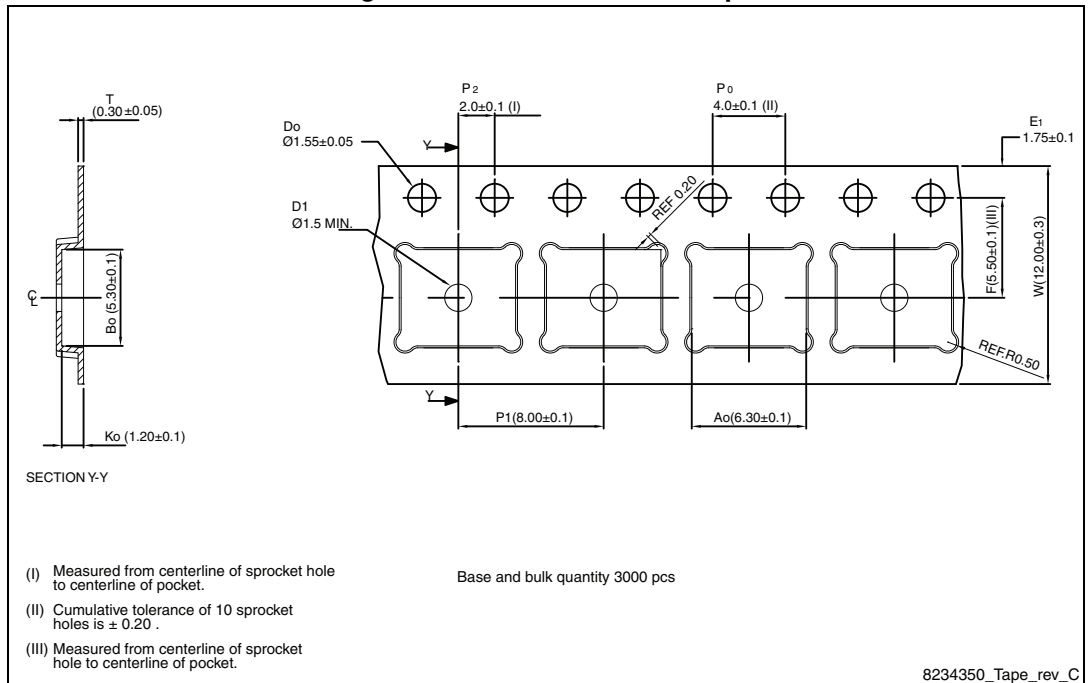 T
(0.30 ±0.05)
P2
2.0±0.1 (I)
P0
4.0±0.1 (II)
Do
Ø1.55±0.05
E1
1.75±0.1
Y
D1
Ø1.5 MIN.
REF 0.20
F(5.50±0.1)(III)
W(12.00±0.3)
CL
Bo (5.30±0.1)
REF.R0.50
Y
P1(8.00±0.1)
Ao(6.30±0.1)
Ko (1.20±0.1)
SECTION Y-Y
(I) Measured from centerline of sprocket hole
to centerline of pocket.
Base and bulk quantity 3000 pcs
(II) Cumulative tolerance of 10 sprocket
holes is ± 0.20 .
(III) Measured from centerline of sprocket
hole to centerline of pocket.
8234350_Tape_rev_C